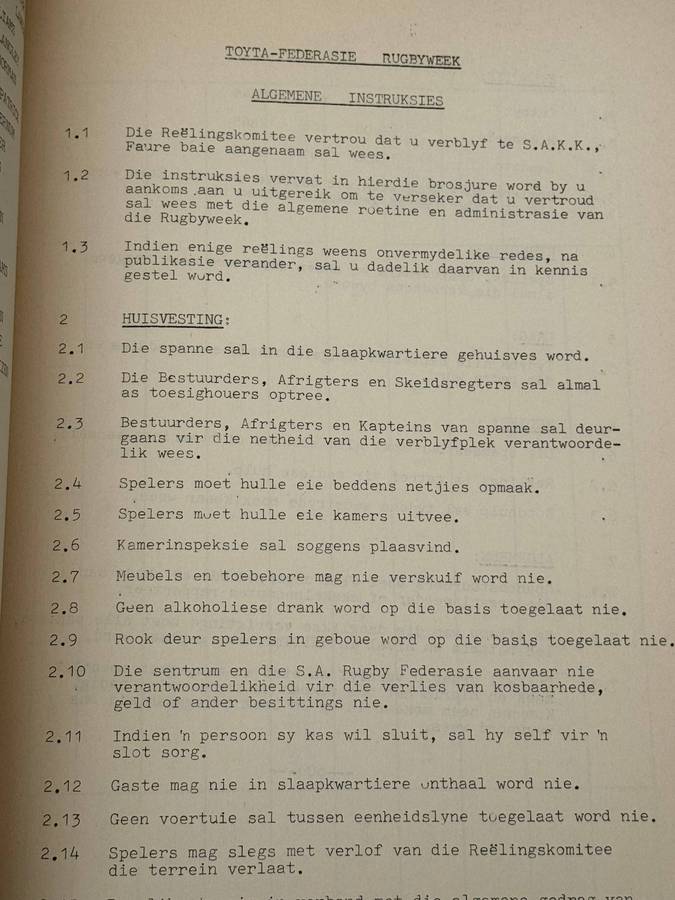 TOYTA-FEDERASIE RUGBYWEEK
ALGEMENE INSTRUKSIES
1.1 Die Reëlingskomitee vertrou dat u verblyf te S.A.K.K.,
Faure baie aangenaam sal wees.
1.2 Die instruksies vervat in hierdie brosjure word by u
aankoms aan u uitgereik om te verseker dat u vertroud
sal wees met die algemene roetine en administrasie van
die Rugbyweek.
1.3 Indien enige reëlings weens onvermydelike redes, na
publikasie verander, sal u dadelik daarvan in kennis
gestel word.
2 HUISVESTING:
2.1 Die spanne sal in die slaapkwartiere gehuisves word.
2.2 Die Bestuurders, Afrigters en Skeidsregters sal almal
as toesighouers optree.
2.3 Bestuurders, Afrigters en Kapteins van spanne sal deur-
gaans vir die netheid van die verblyfplek verantwoorde-
lik wees.
2.4 Spelers moet hulle eie beddens netjies opmaak.
2.5 Spelers moet hulle eie kamers uitvee.
2.6 Kamerinspeksie sal soggens plaasvind.
2.7 Meubels en toebehore mag nie verskuif word nie.
2.8 Geen alkoholiese drank word op die basis toegelaat nie.
2.9 Rook deur spelers in geboue word op die basis toegelaat nie.
2.10 Die sentrum en die S.A. Rugby Federasie aanvaar nie
verantwoordelikheid vir die verlies van kosbaarhede,
geld of ander besittings nie.
2.11 Indien 'n persoon sy kas wil sluit, sal hy self vir 'n
slot sorg.
2.12 Gaste mag nie in slaapkwartiere onthaal word nie.
2.13 Geen voertuie sal tussen eenheidslyne toegelaat word nie.
2.14 Spelers mag slegs met verlof van die Reëlingskomitee
die terrein verlaat.